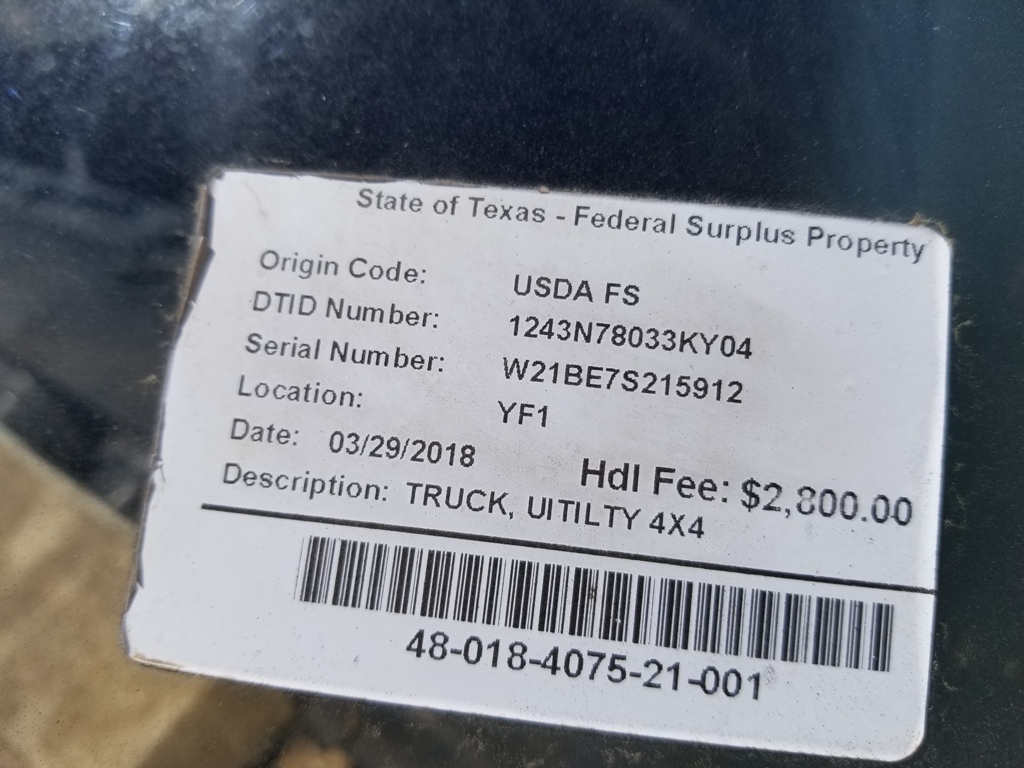 State of Texas - Federal Surplus Property
Origin Code: USDA FS
DTID Number: 1243N78033KY04
Serial Number: W21BE7S215912
Location: YF1
Date: 03/29/2018 Hdl Fee: $2,800.00
Description: TRUCK, UITILTY 4X4
48-018-4075-21-001